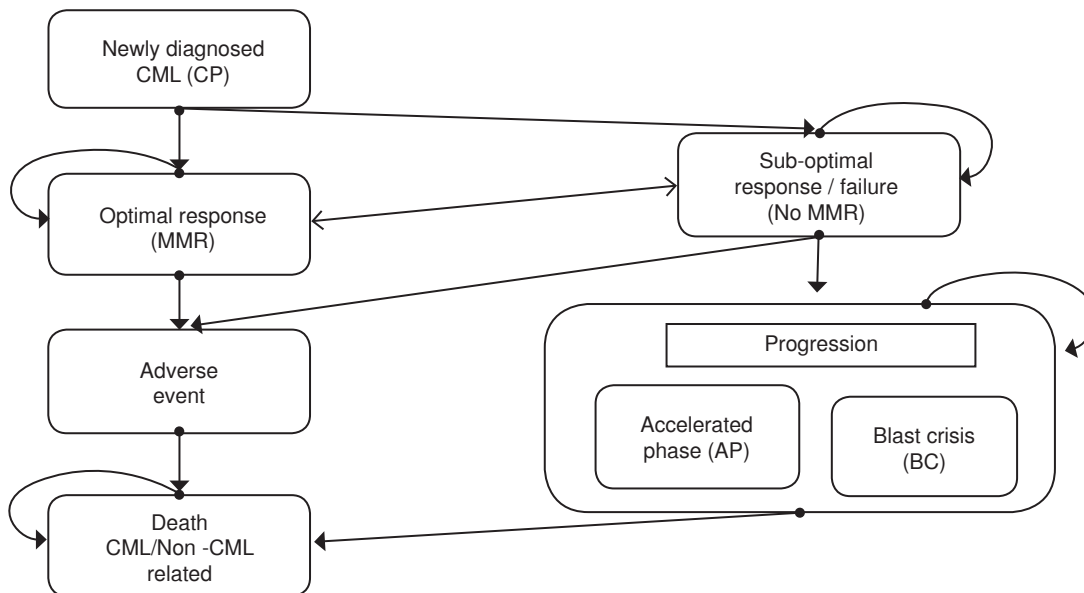 Newly diagnosed
CML (CP)
Sub-optimal
response / failure
(No MMR)
Optimal response
(MMR)
Progression
Adverse
event
Accelerated
phase (AP)
Blast crisis
(BC)
Death
CML/Non -CML
related